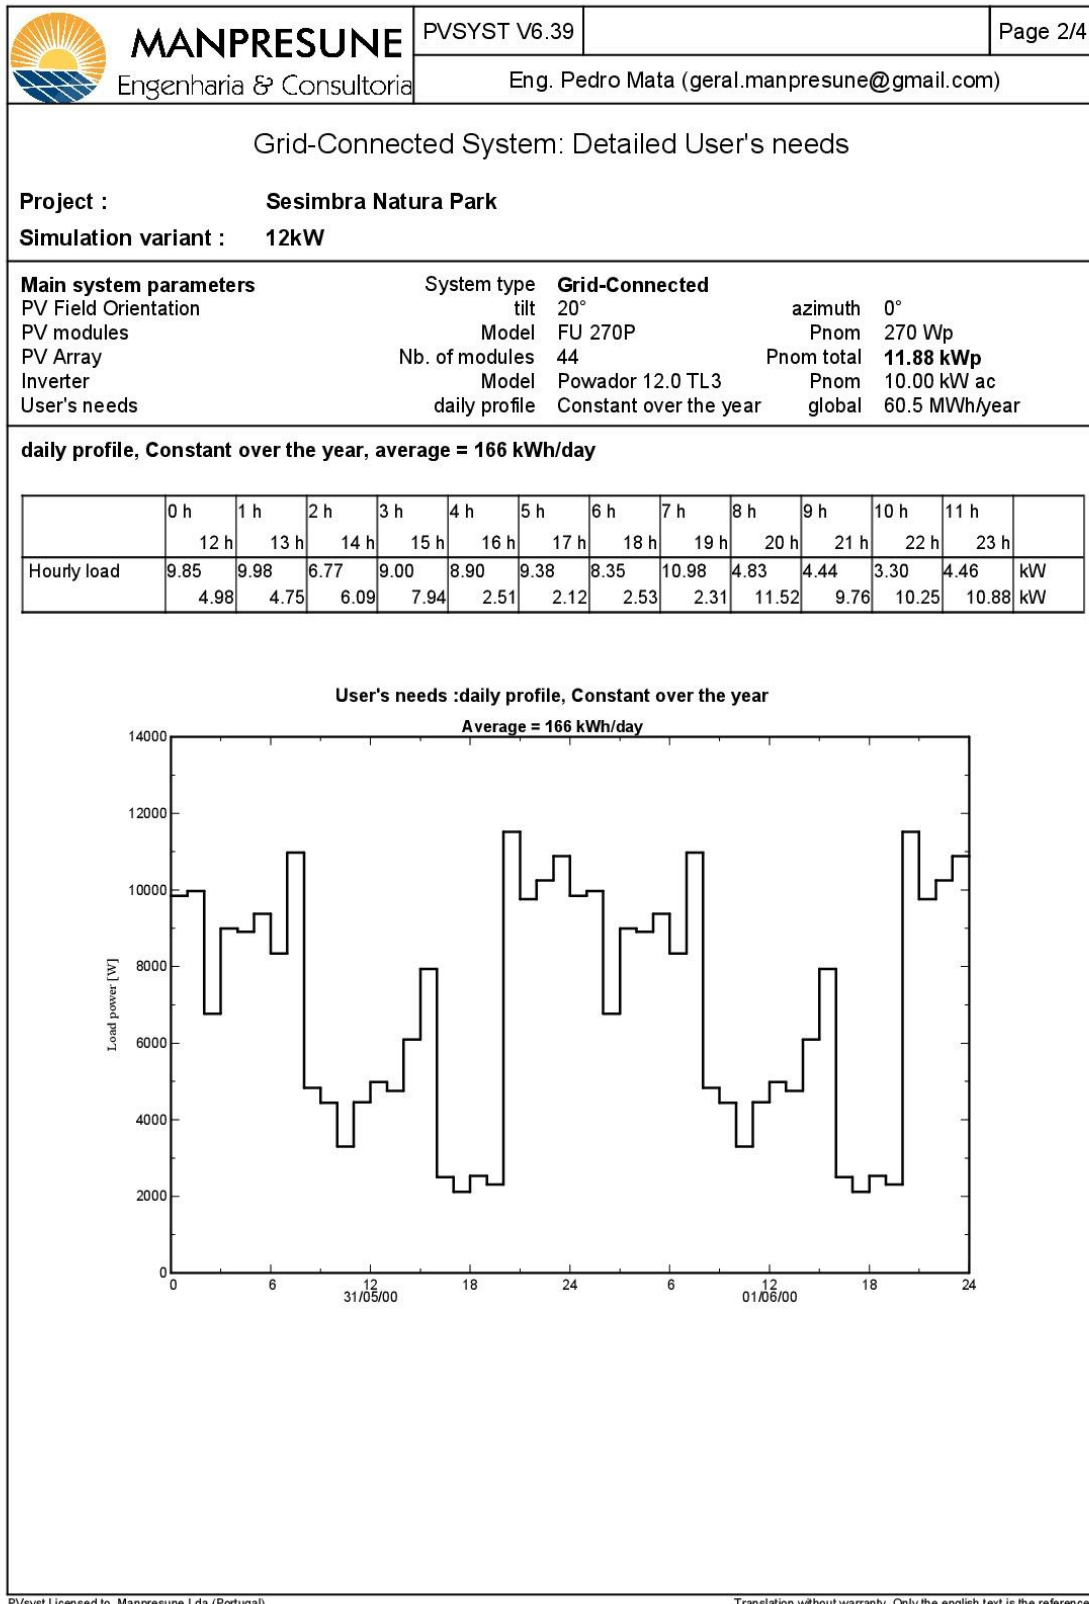 MANPRESUNE
Engenharia & Consultoria
PVSYST V6.39
Page 2/4
Eng. Pedro Mata (geral.manpresune@gmail.com)
Grid-Connected System: Detailed User's needs
Project : Sesimbra Natura Park
Simulation variant : 12kW
Main system parameters System type Grid-Connected
PV Field Orientation tilt 20° azimuth 0°
PV modules Model FU 270P Pnom 270 Wp
PV Array Nb. of modules 44 Pnom total 11.88 kWp
Inverter Model Powador 12.0 TL3 Pnom 10.00 kW ac
User's needs daily profile Constant over the year global 60.5 MWh/year
daily profile, Constant over the year, average = 166 kWh/day
0 h 1 h 2 h 3 h 4 h 5 h 6 h 7 h 8 h 9 h 10 h 11 h
12 h 13 h 14 h 15 h 16 h 17 h 18 h 19 h 20 h 21 h 22 h 23 h
Hourly load 9.85 9.98 6.77 9.00 8.90 9.38 8.35 10.98 4.83 4.44 3.30 4.46 kW
4.98 4.75 6.09 7.94 2.51 2.12 2.53 2.31 11.52 9.76 10.25 10.88 kW
User's needs :daily profile, Constant over the year
Average = 166 kWh/day
14000
12000
10000
8000
6000
4000
2000
0
Load power [W]
0 6 12 18 24 6 12 18 24
31/05/00 01/06/00
PVsyst Licensed to Manpresune Lda (Portugal)
Translation without warranty, Only the english text is the reference